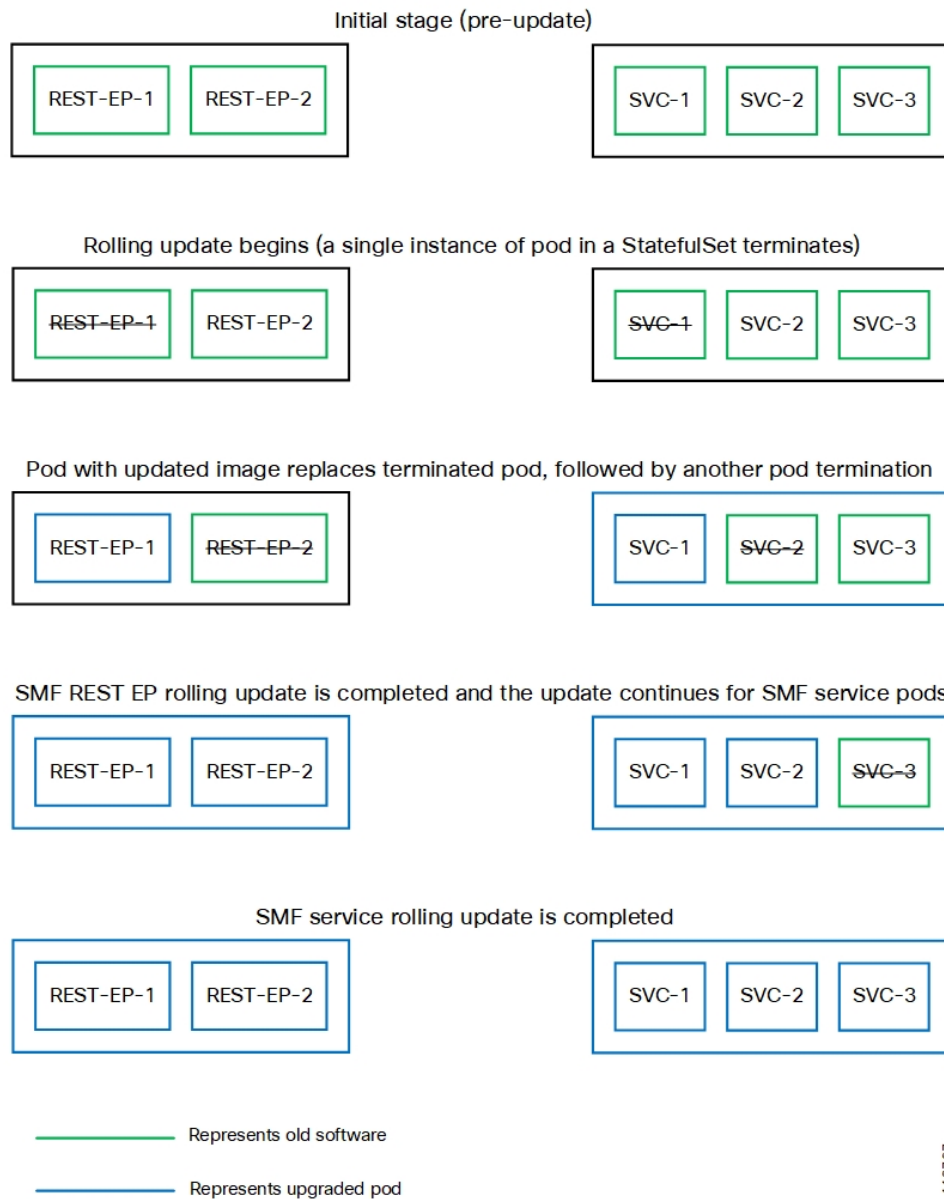 Initial stage (pre-update)
REST-EP-1 REST-EP-2 SVC-1 SVC-2 SVC-3
Rolling update begins (a single instance of pod in a StatefulSet terminates)
REST-EP-1 REST-EP-2 SVC-1 SVC-2 SVC-3
Pod with updated image replaces terminated pod, followed by another pod termination
REST-EP-1 REST-EP-2 SVC-1 SVC-2 SVC-3
SMF REST EP rolling update is completed and the update continues for SMF service pods
REST-EP-1 REST-EP-2 SVC-1 SVC-2 SVC-3
SMF service rolling update is completed
REST-EP-1 REST-EP-2 SVC-1 SVC-2 SVC-3
Represents old software
Represents upgraded pod